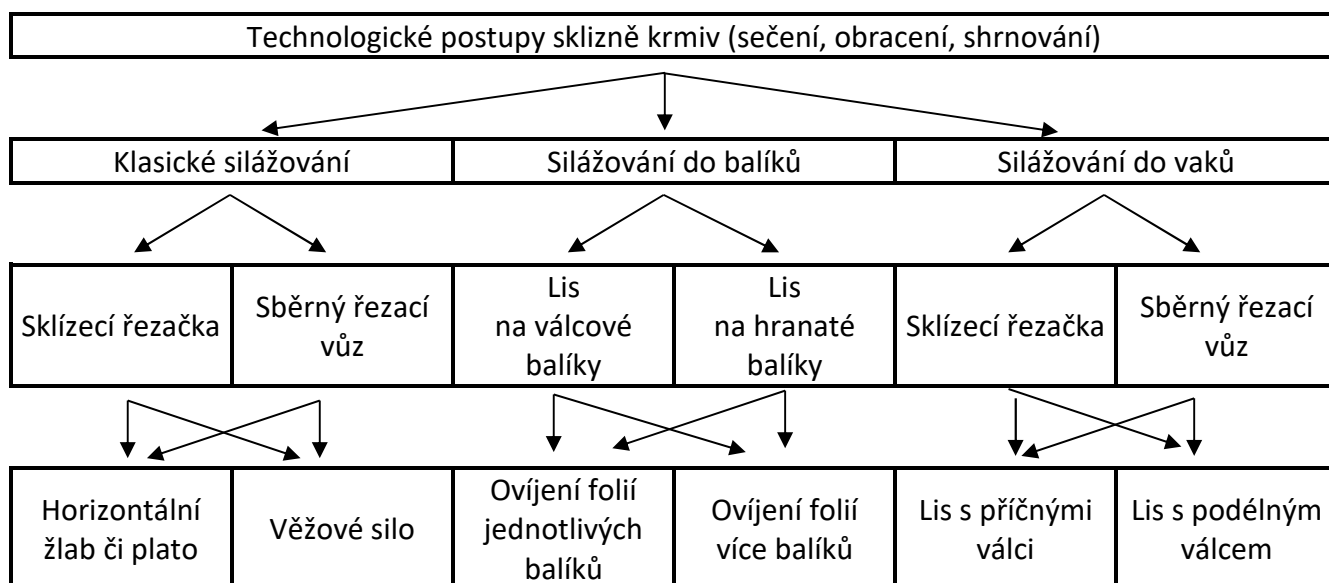 Technologické postupy sklizně krmiv (sečení, obracení, shrnování)
Klasické silážování
Silážování do balíků
Silážování do vaků
Sklízecí řezačka
Sběrný řezací
vůz
Lis
na válcové
balíky
Lis
na hranaté
balíky
Sklízecí řezačka
Sběrný řezací
vůz
Horizontální
žlab či plato
Věžové silo
Ovíjení folií
jednotlivých
balíků
Ovíjení folií
více balíků
Lis s příčnými
válci
Lis s podélným
válcem